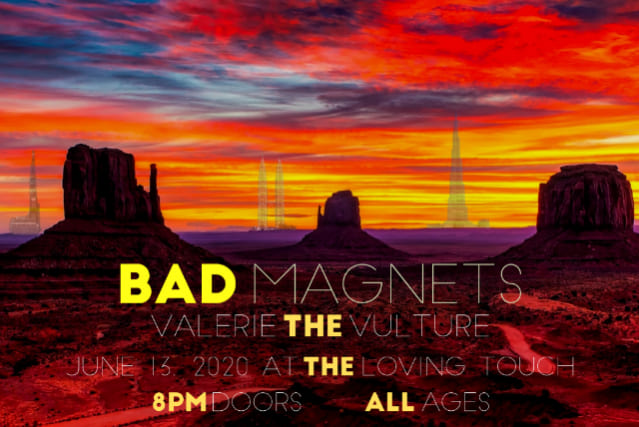 BAD MAGNETS
VALERIE THE VULTURE
JUNE 13, 2020 AT THE LOVING TOUCH
8PM DOORS ALL AGES